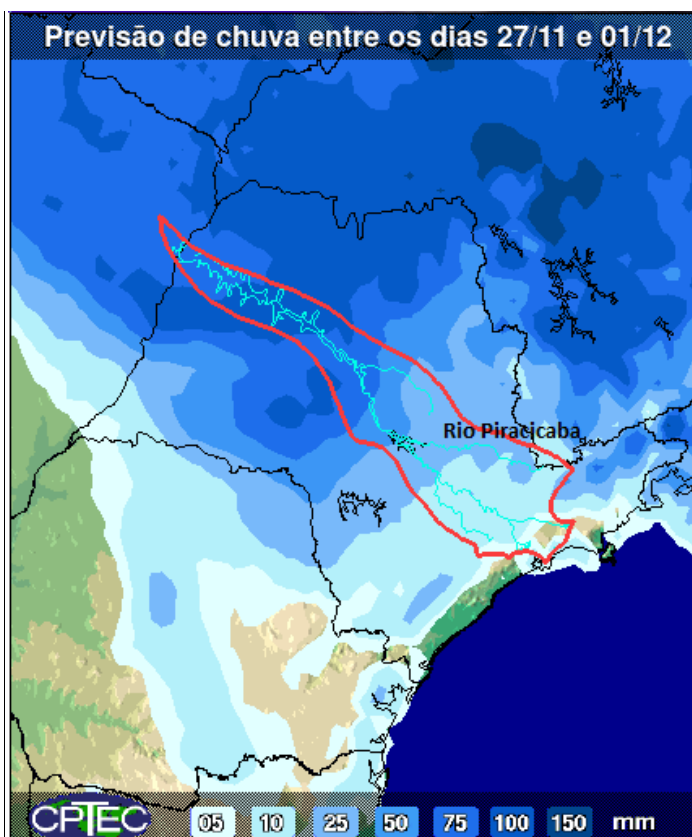 Previsão de chuva entre os dias 27/11 e 01/12
Rio Piracicaba
CPTEC 05 10 25 50 75 100 150 mm